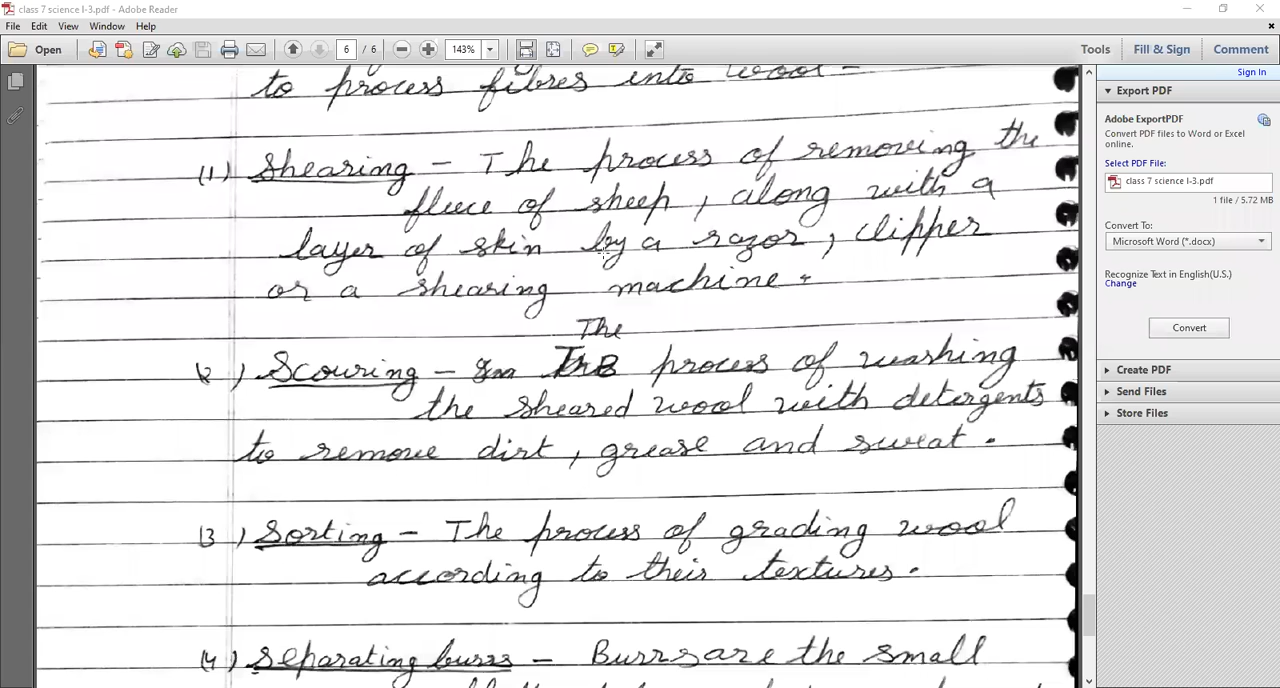 class 7 science I-3.pdf - Adobe Reader
File Edit View Window Help
Open 6 / 6 143% Tools Fill & Sign Comment
Sign In
to process fibres into wool -
(1) Shearing - The process of removing the
fleece of sheep, along with a
layer of skin by a razor, clipper
or a shearing machine.
The
2) Scouring - process of washing
the sheared wool with detergents
to remove dirt, grease and sweat.
(3) Sorting - The process of grading wool
according to their textures.
(4) Separating burrs - Burrs are the small
Export PDF
Adobe ExportPDF
Convert PDF files to Word or Excel
online.
Select PDF File:
class 7 science I-3.pdf
1 file / 5.72 MB
Convert To:
Microsoft Word (*.docx)
Recognize Text in English(U.S.)
Change
Convert
Create PDF
Send Files
Store Files